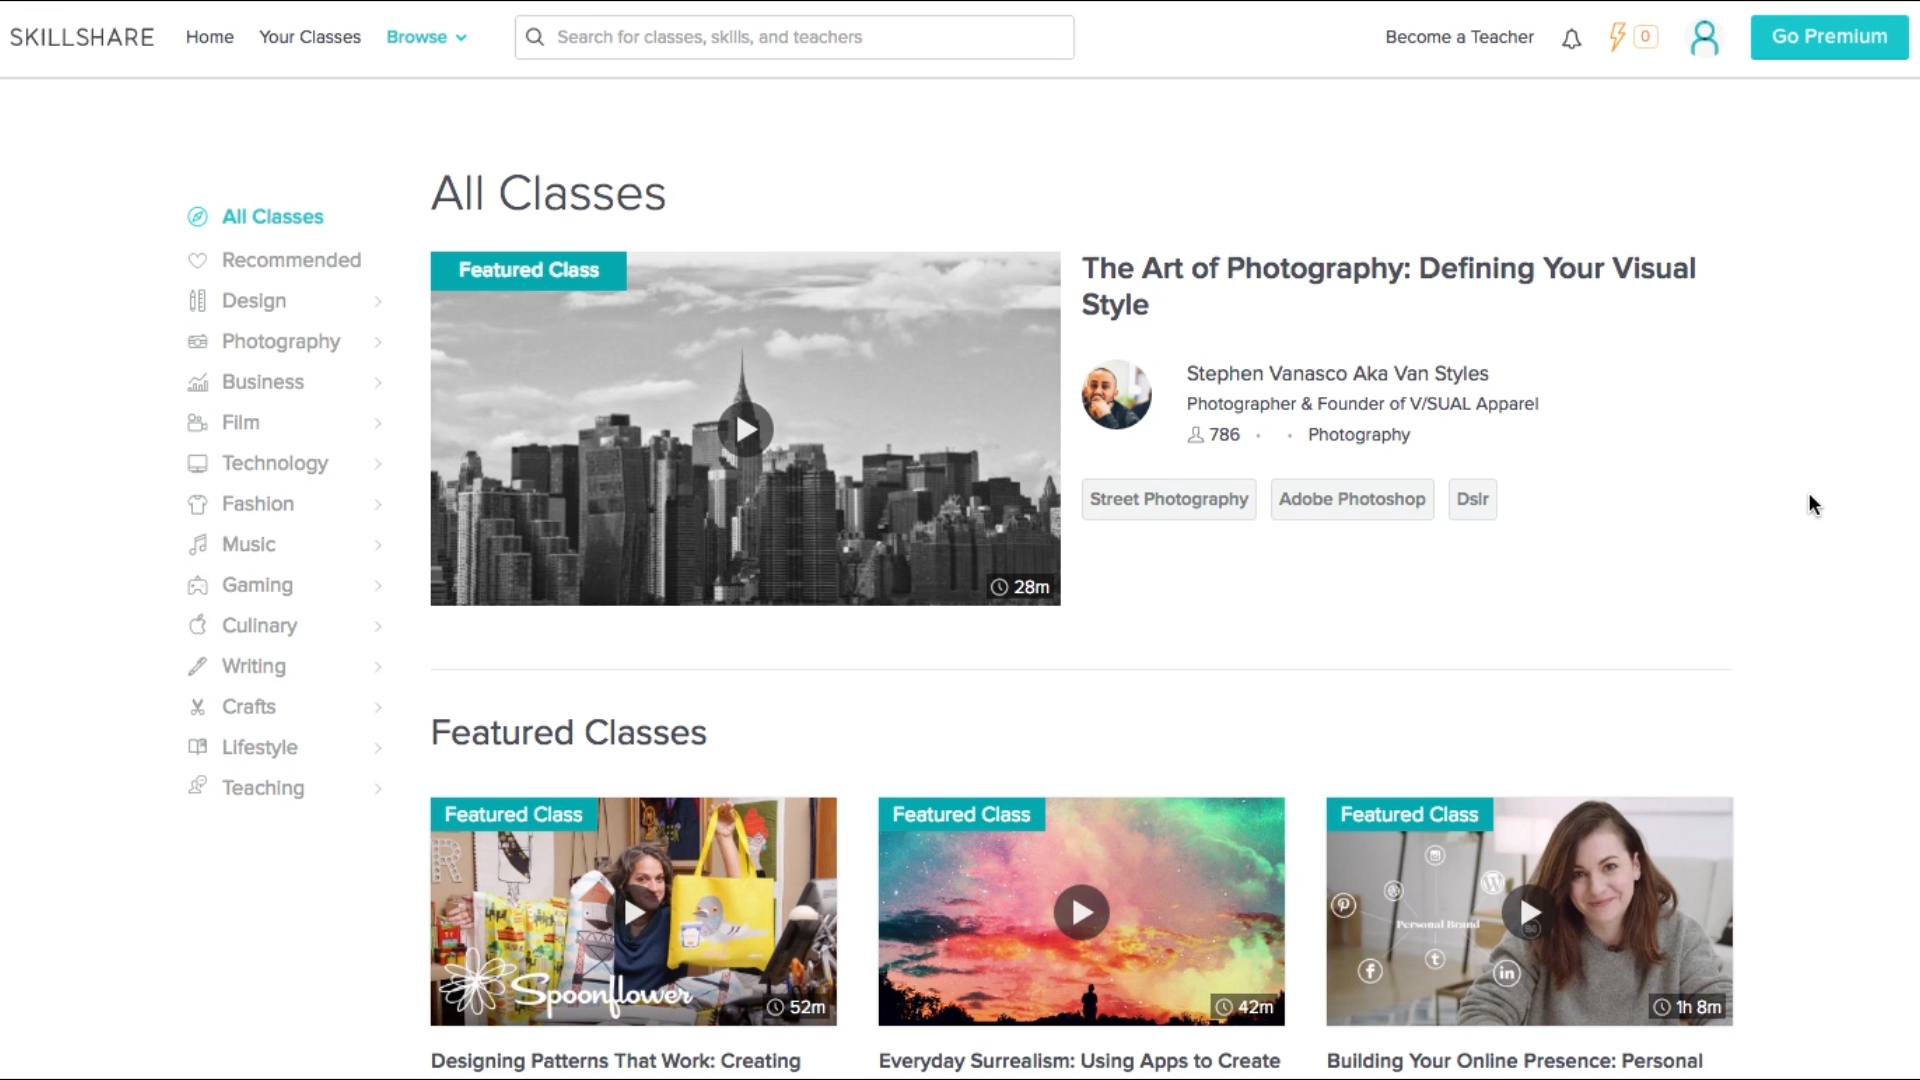 SKILLSHARE
Home
Your Classes
Browse
Search for classes, skills, and teachers
Become a Teacher
0
Go Premium
All Classes
Recommended
Design
Photography
Business
Film
Technology
Fashion
Music
Gaming
Culinary
Writing
Crafts
Lifestyle
Teaching
All Classes
Featured Class
28m
The Art of Photography: Defining Your Visual
Style
Stephen Vanasco Aka Van Styles
Photographer & Founder of V/SUAL Apparel
786 · · Photography
Street Photography
Adobe Photoshop
Dslr
Featured Classes
Featured Class
R
Spoonflower
52m
Designing Patterns That Work: Creating
Featured Class
42m
Everyday Surrealism: Using Apps to Create
Featured Class
Personal Brand
1h 8m
Building Your Online Presence: Personal